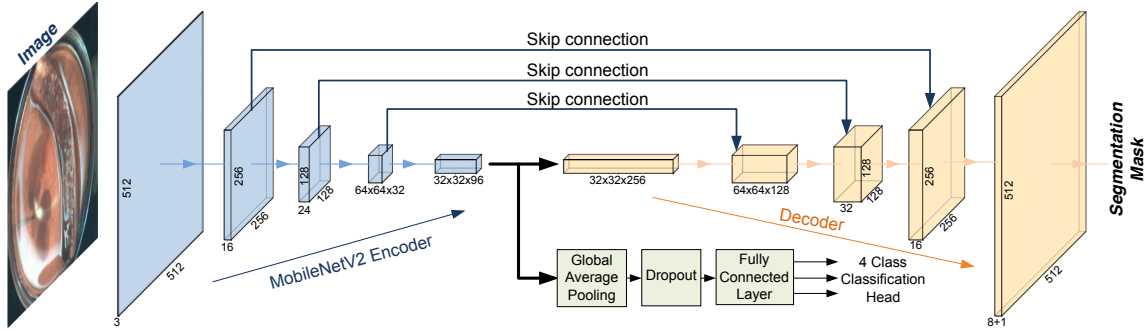 Image
512
512
3
256
256
16
128
128
24
64x64x32
32x32x96
MobileNetV2 Encoder
Skip connection
Skip connection
Skip connection
32x32x256
64x64x128
128
128
32
256
256
16
Decoder
512
512
8+1
Segmentation
Mask
Global
Average
Pooling
Dropout
Fully
Connected
Layer
4 Class
Classification
Head